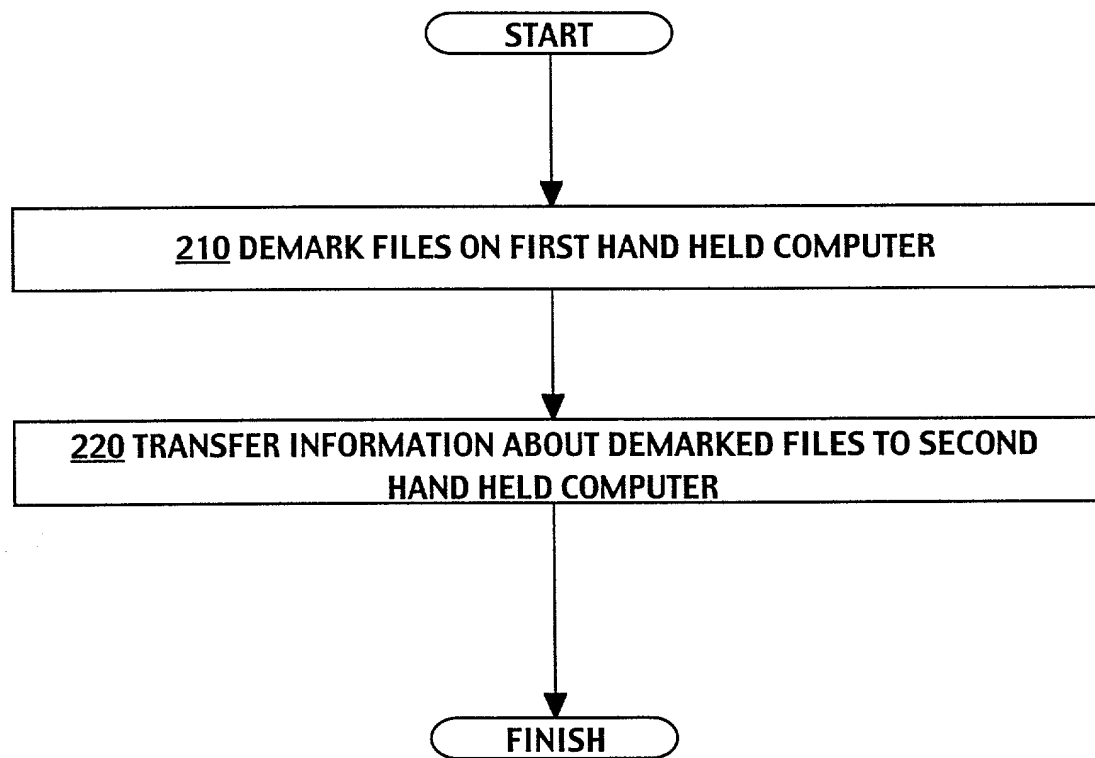 START
210 DEMARK FILES ON FIRST HAND HELD COMPUTER
220 TRANSFER INFORMATION ABOUT DEMARKED FILES TO SECOND
HAND HELD COMPUTER
FINISH